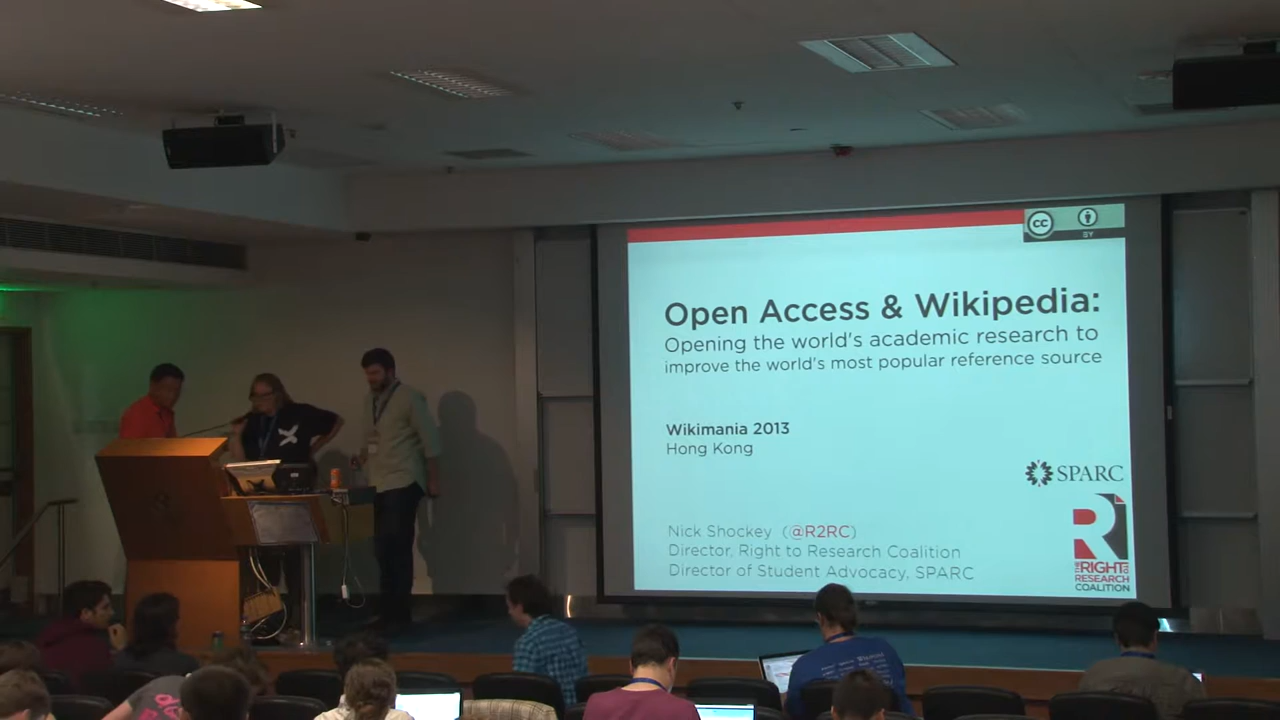 cc
BY
Open Access & Wikipedia:
Opening the world's academic research to
improve the world's most popular reference source
Wikimania 2013
Hong Kong
SPARC
Nick Shockey (@R2RC)
Director, Right to Research Coalition
Director of Student Advocacy, SPARC
R
THE RIGHT TO
RESEARCH
COALITION